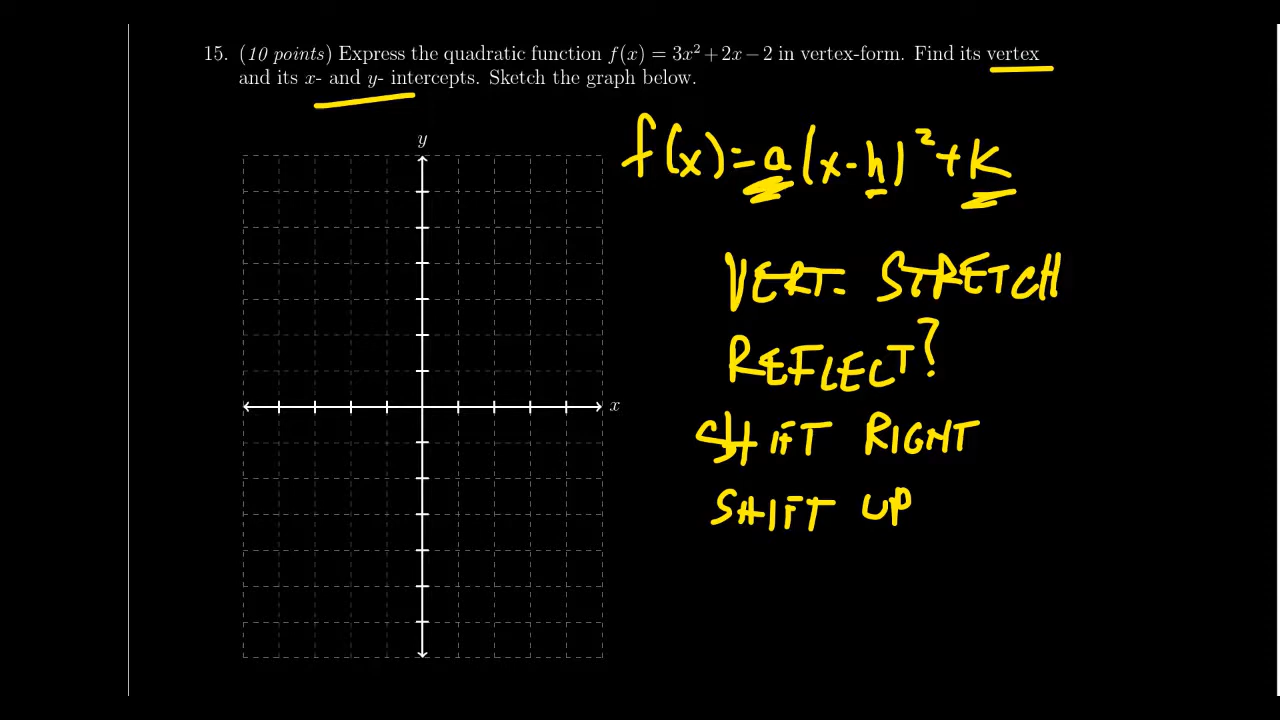 15. (10 points) Express the quadratic function f(x) = 3x² + 2x − 2 in vertex-form. Find its vertex
and its x- and y- intercepts. Sketch the graph below.
y
x
f(x) = a(x-h)² + k
VERT. STRETCH
REFLECT?
SHIFT RIGHT
SHIFT UP